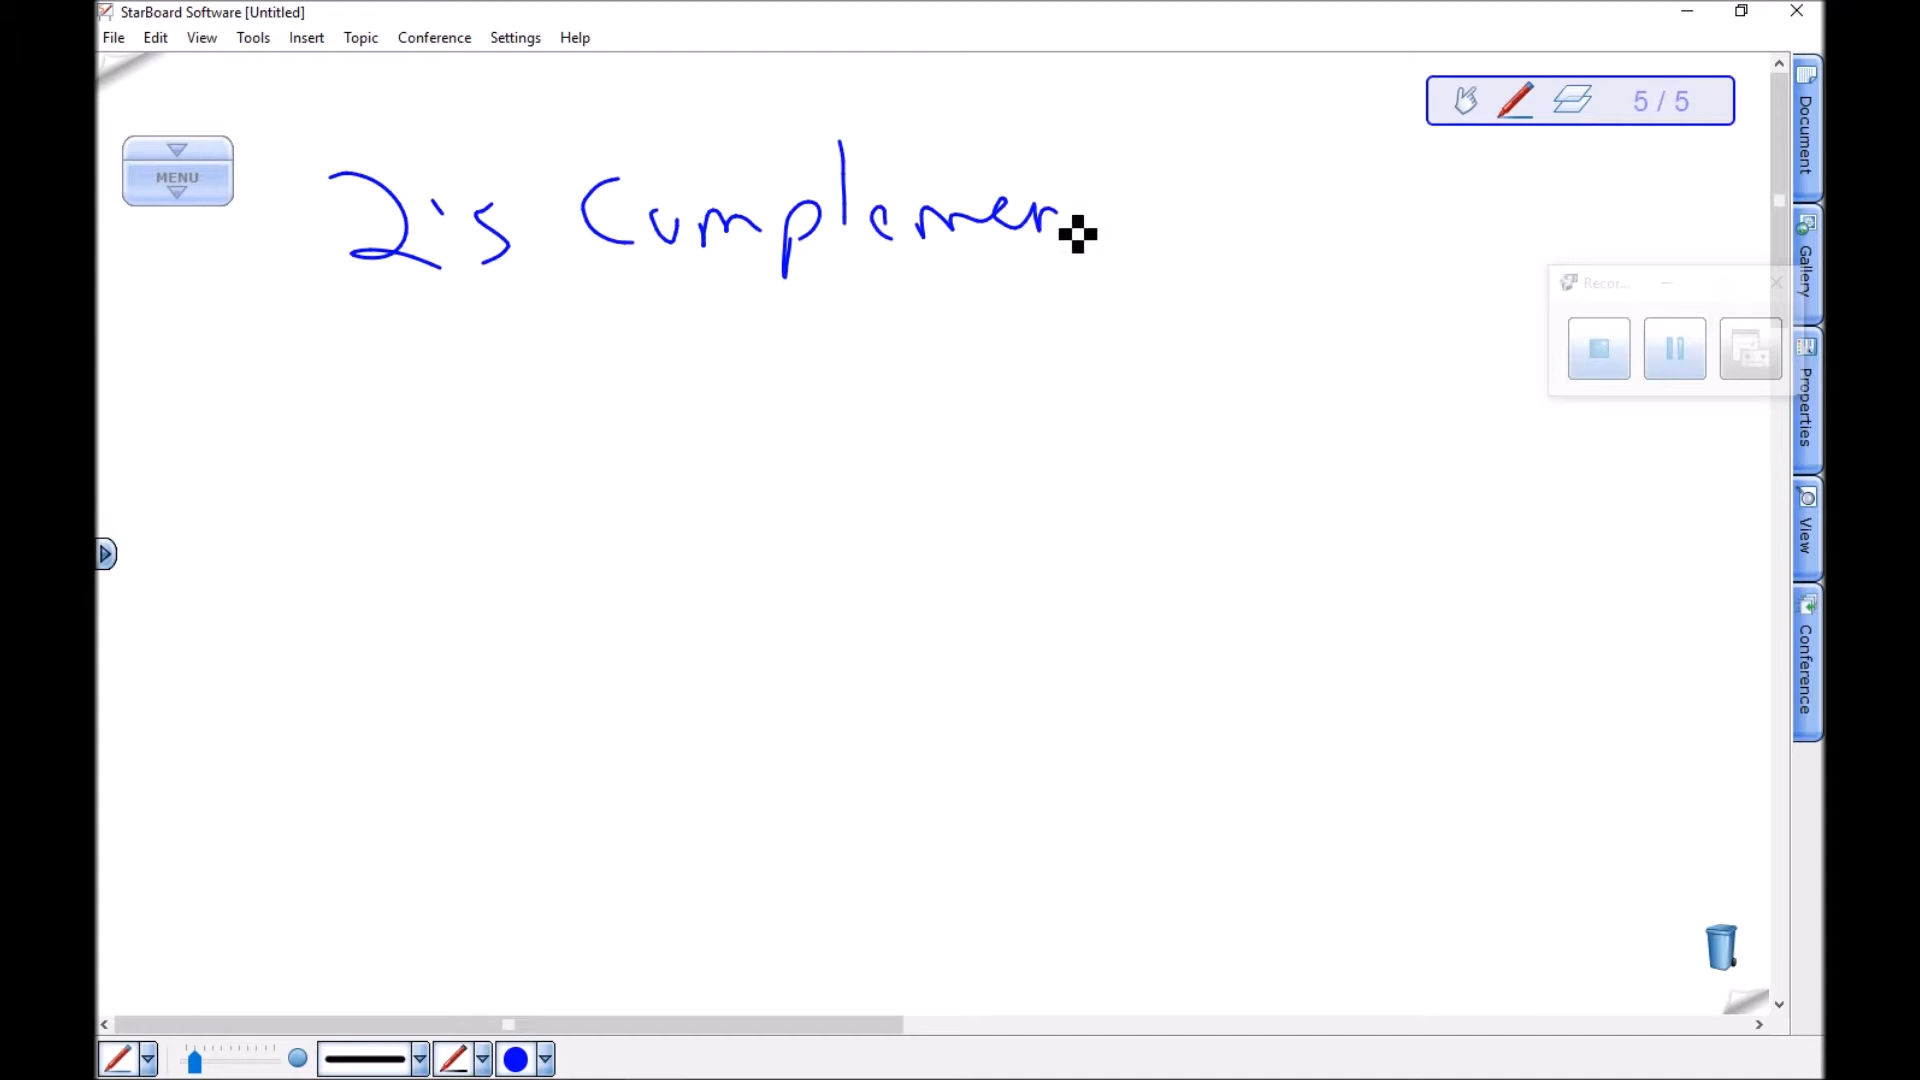 StarBoard Software [Untitled]
File Edit View Tools Insert Topic Conference Settings Help
5 / 5
MENU
2's Complemen
Document
Gallery
Recor...
Properties
View
Conference